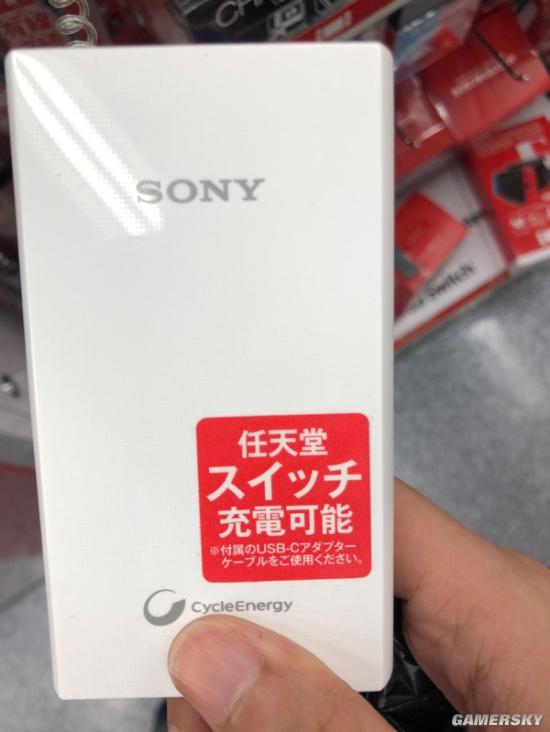 SONY
任天堂
スイッチ
充電可能
※付属のUSB-Cアダプター
ケーブルをご使用ください。
CycleEnergy
Switch
GAMERSKY